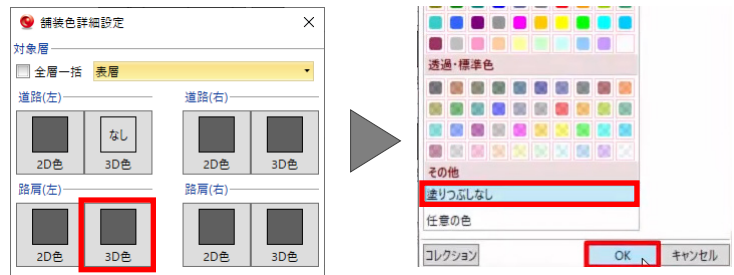 舗装色詳細設定
対象層
全層一括 表層
道路(左) 道路(右)
なし
2D色 3D色 2D色 3D色
路肩(左) 路肩(右)
2D色 3D色 2D色 3D色
透過・標準色
その他
塗りつぶしなし
任意の色
コレクション OK キャンセル